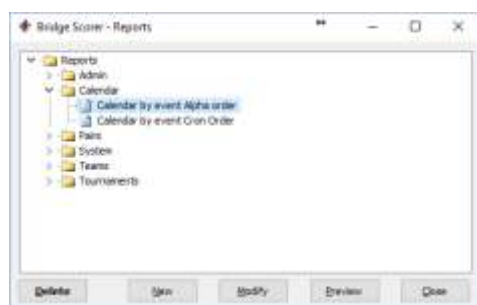 Bridge Scorer - Reports
Reports
Admin
Calendar
Calendar by event Alpha order
Calendar by event Cron Order
Pairs
System
Teams
Tournaments
Delete New Modify Preview Close